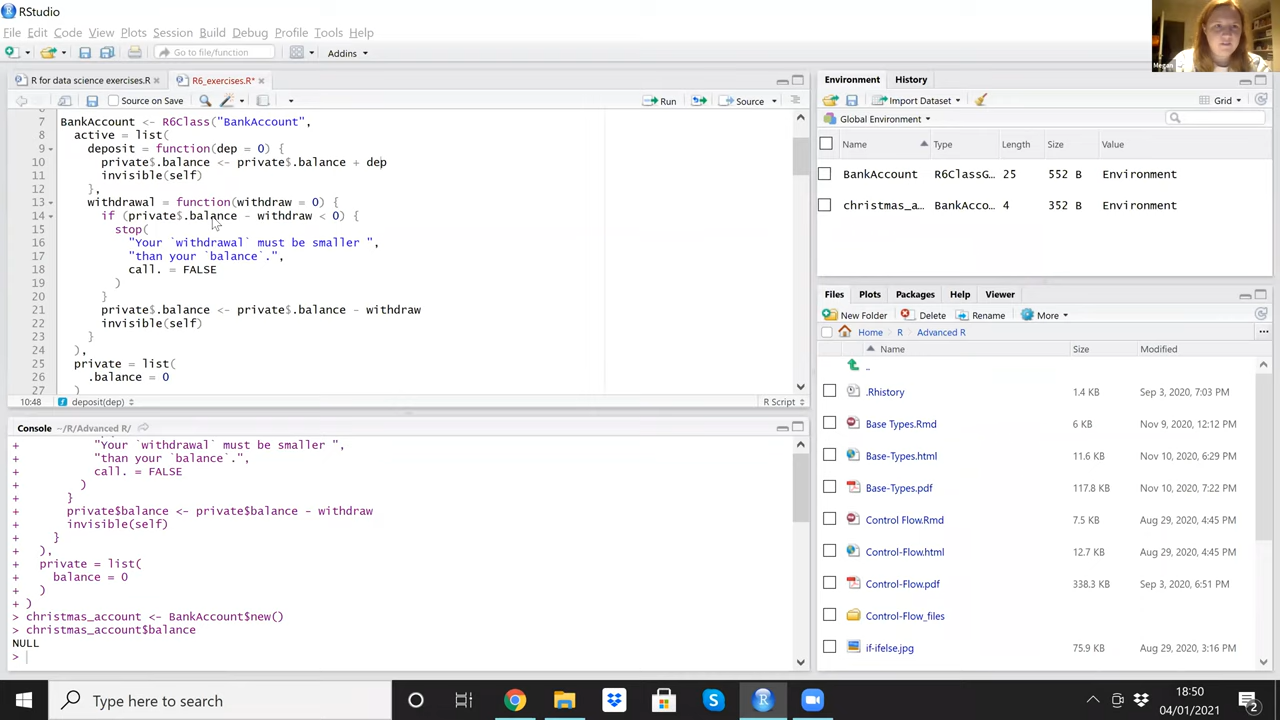 RStudio
File Edit Code View Plots Session Build Debug Profile Tools Help
Go to file/function Addins
R for data science exercises.R R6_exercises.R*
Source on Save Run Source
7 BankAccount <- R6Class("BankAccount",
8 active = list(
9 deposit = function(dep = 0) {
10 private$.balance <- private$.balance + dep
11 invisible(self)
12 },
13 withdrawal = function(withdraw = 0) {
14 if (private$.balance - withdraw < 0) {
15 stop(
16 "Your `withdrawal` must be smaller ",
17 "than your `balance`.",
18 call. = FALSE
19 )
20 }
21 private$.balance <- private$.balance - withdraw
22 invisible(self)
23 }
24 ),
25 private = list(
26 .balance = 0
27 )
10:48 deposit(dep) R Script
Console ~/R/Advanced R/
+ "Your `withdrawal` must be smaller ",
+ "than your `balance`.",
+ call. = FALSE
+ )
+ }
+ private$balance <- private$balance - withdraw
+ invisible(self)
+ }
+ ),
+ private = list(
+ balance = 0
+ )
+ )
> christmas_account <- BankAccount$new()
> christmas_account$balance
NULL
>
Megan
Environment History
Import Dataset Grid
Global Environment
Name Type Length Size Value
BankAccount R6ClassG… 25 552 B Environment
christmas_a… BankAcco… 4 352 B Environment
Files Plots Packages Help Viewer
New Folder Delete Rename More
Home R Advanced R
Name Size Modified
..
.Rhistory 1.4 KB Sep 3, 2020, 7:03 PM
Base Types.Rmd 6 KB Nov 9, 2020, 12:12 PM
Base-Types.html 11.6 KB Nov 10, 2020, 6:29 PM
Base-Types.pdf 117.8 KB Nov 10, 2020, 7:22 PM
Control Flow.Rmd 7.5 KB Aug 29, 2020, 4:45 PM
Control-Flow.html 12.7 KB Aug 29, 2020, 4:45 PM
Control-Flow.pdf 338.3 KB Sep 3, 2020, 6:51 PM
Control-Flow_files
if-ifelse.jpg 75.9 KB Aug 29, 2020, 3:16 PM
Type here to search
18:50
04/01/2021
2